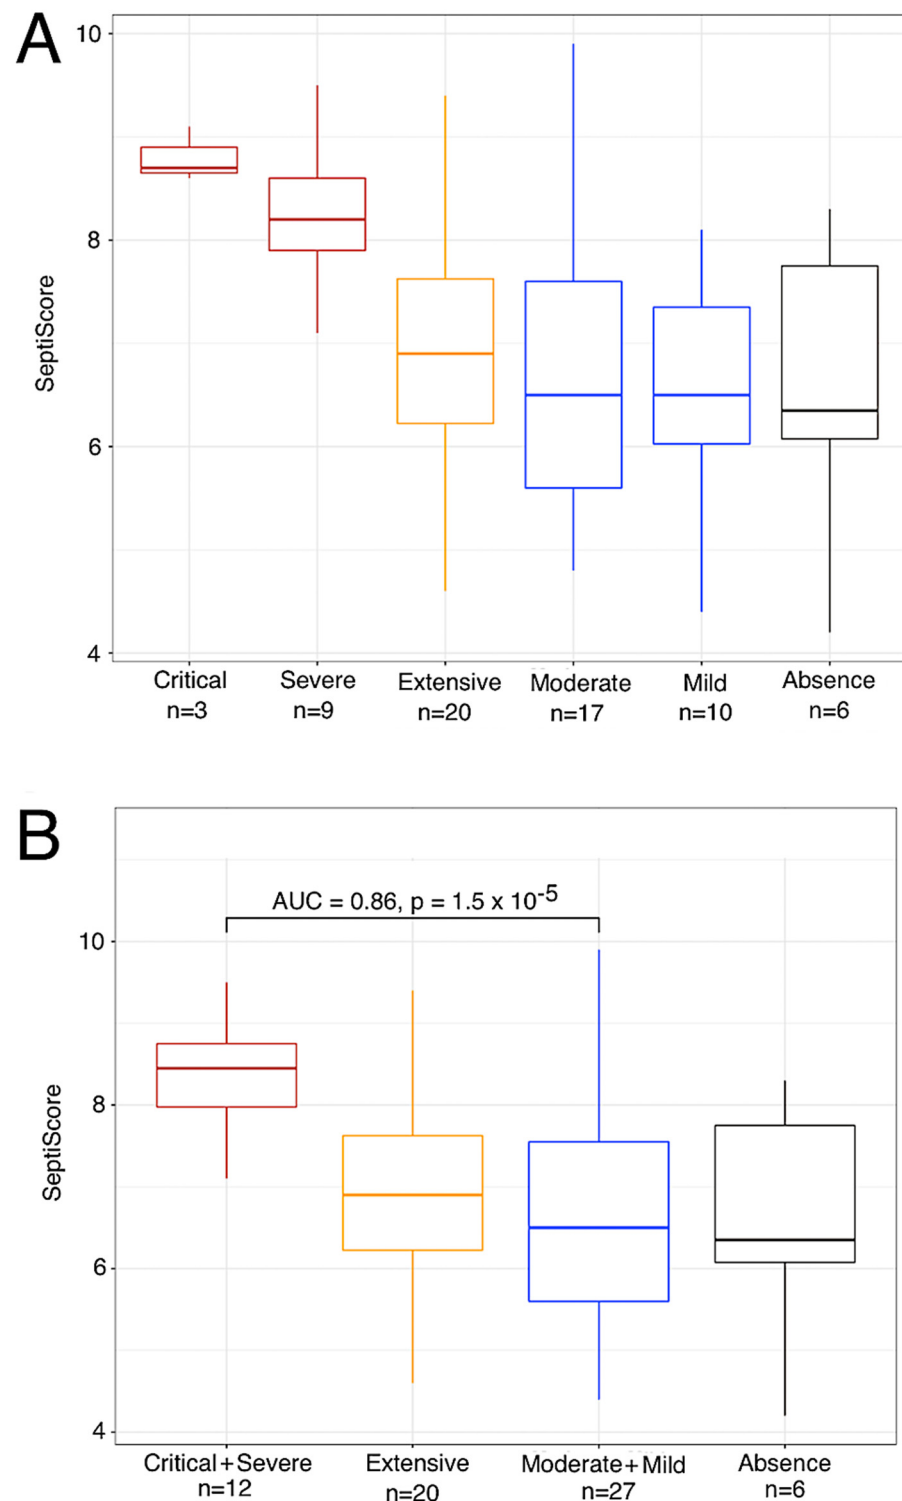 A
10
8
6
4
SeptiScore
Critical Severe Extensive Moderate Mild Absence
n=3 n=9 n=20 n=17 n=10 n=6
B
AUC = 0.86, p = 1.5 x 10-5
10
8
6
4
SeptiScore
Critical+Severe Extensive Moderate+Mild Absence
n=12 n=20 n=27 n=6